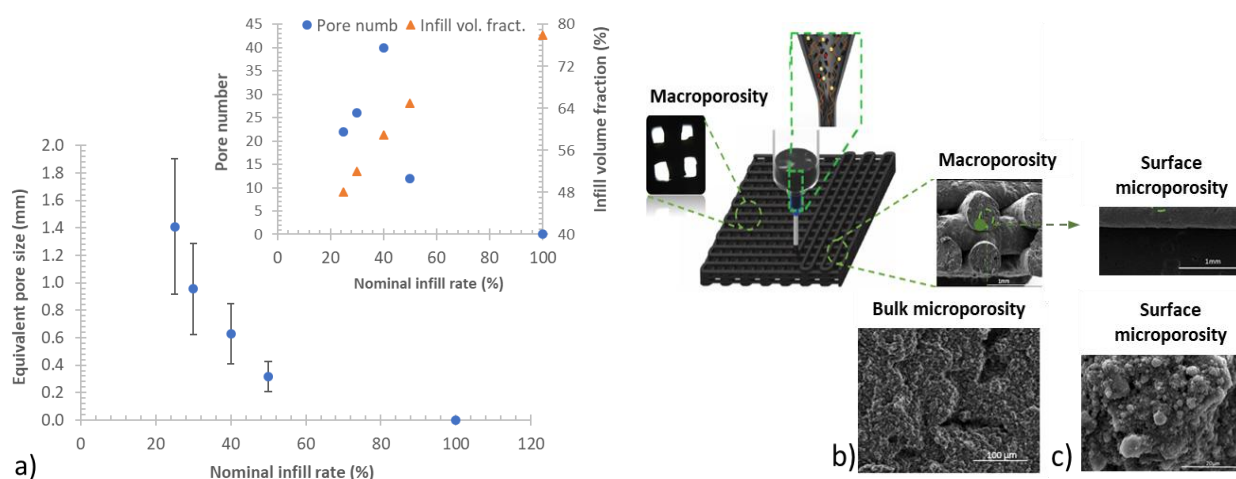 Pore numb Infill vol. fract.
45
40
35
30
25
20
15
10
5
0
Pore number
80
72
64
56
48
40
Infill volume fraction (%)
0 20 40 60 80 100
Nominal infill rate (%)
2.0
1.8
1.6
1.4
1.2
1.0
0.8
0.6
0.4
0.2
0.0
Equivalent pore size (mm)
0 20 40 60 80 100 120
Nominal infill rate (%)
a)
Macroporosity
Macroporosity
1mm
Surface
microporosity
1mm
Bulk microporosity
100 µm
b)
Surface
microporosity
20µm
c)